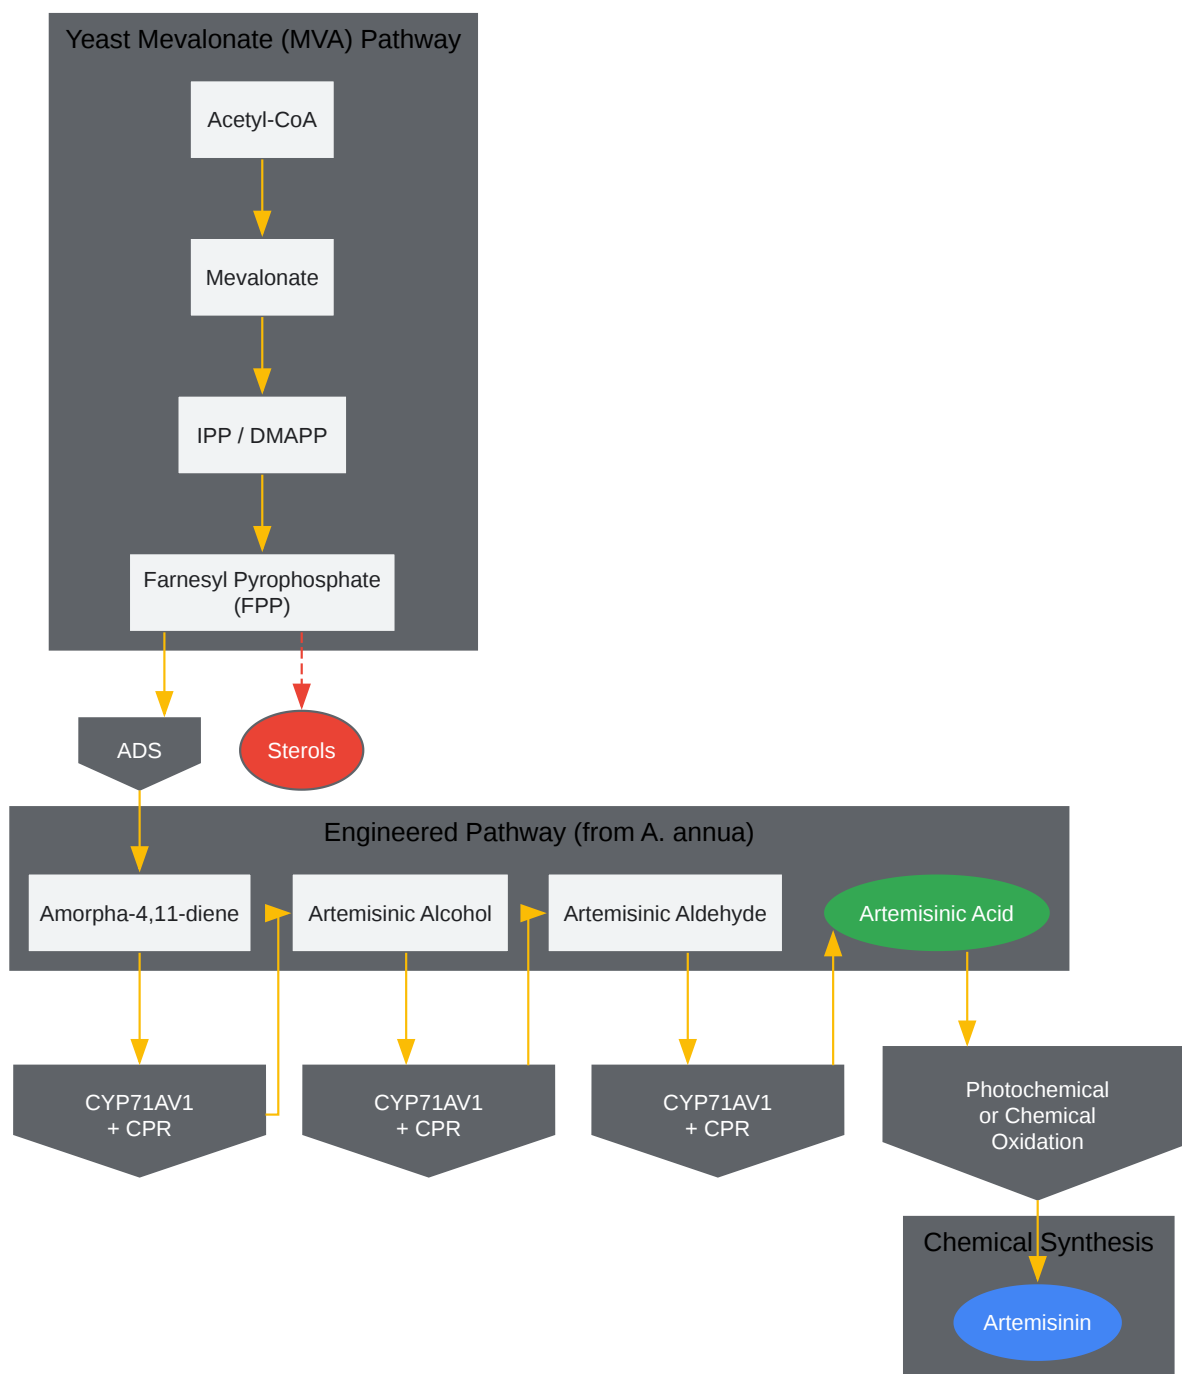 Yeast Mevalonate (MVA) Pathway
Acetyl-CoA
Mevalonate
IPP / DMAPP
Farnesyl Pyrophosphate
(FPP)
ADS
Sterols
Engineered Pathway (from A. annua)
Amorpha-4,11-diene
Artemisinic Alcohol
Artemisinic Aldehyde
Artemisinic Acid
CYP71AV1
+ CPR
CYP71AV1
+ CPR
CYP71AV1
+ CPR
Photochemical
or Chemical
Oxidation
Chemical Synthesis
Artemisinin